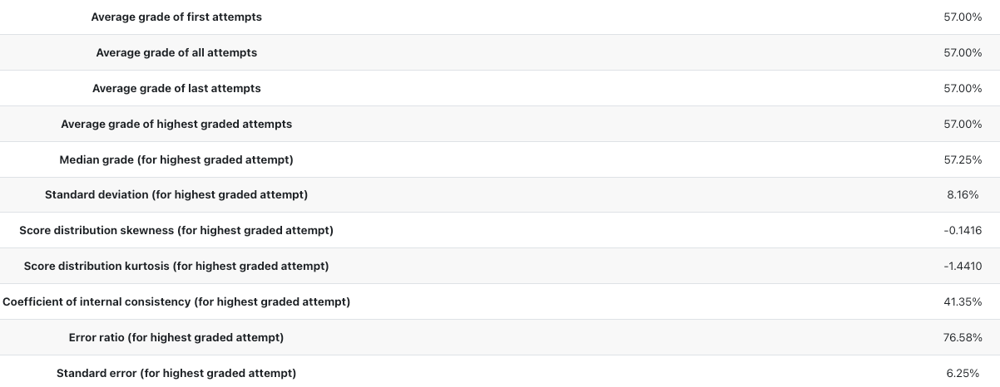 Average grade of first attempts 57.00%
Average grade of all attempts 57.00%
Average grade of last attempts 57.00%
Average grade of highest graded attempts 57.00%
Median grade (for highest graded attempt) 57.25%
Standard deviation (for highest graded attempt) 8.16%
Score distribution skewness (for highest graded attempt) -0.1416
Score distribution kurtosis (for highest graded attempt) -1.4410
Coefficient of internal consistency (for highest graded attempt) 41.35%
Error ratio (for highest graded attempt) 76.58%
Standard error (for highest graded attempt) 6.25%